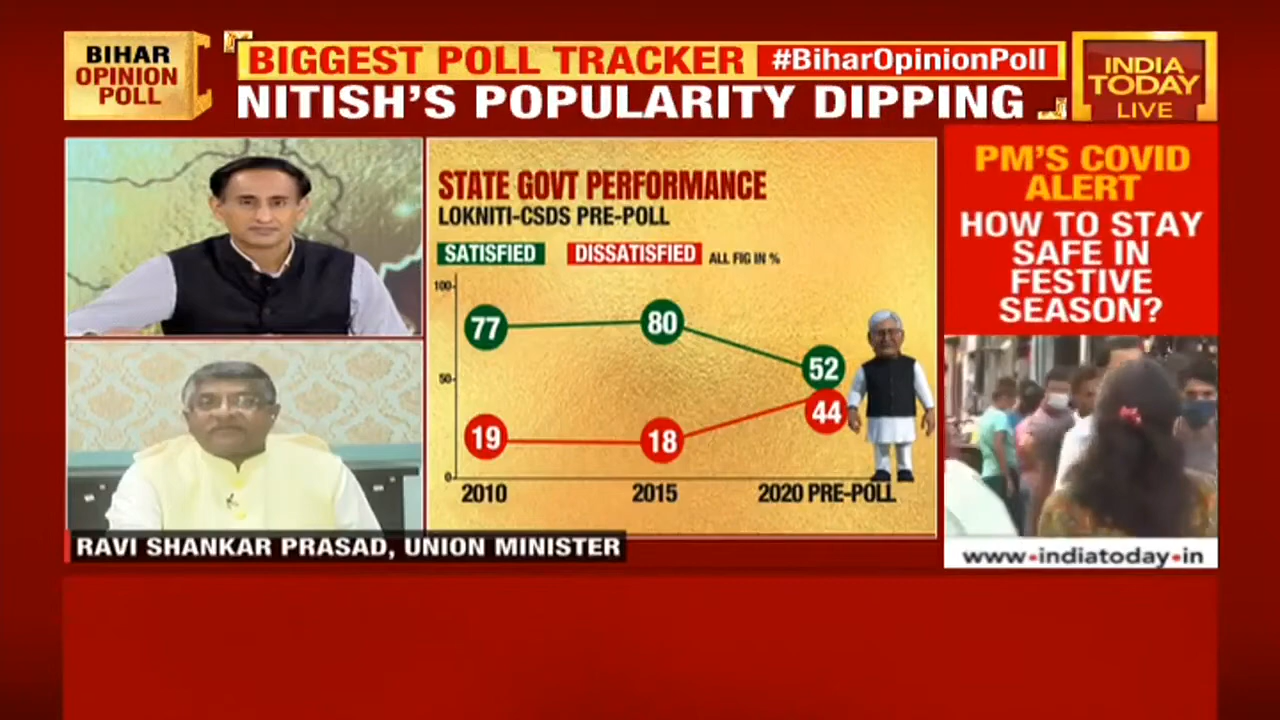 BIHAR
OPINION
POLL
BIGGEST POLL TRACKER
#BiharOpinionPoll
NITISH'S POPULARITY DIPPING
INDIA
TODAY
LIVE
STATE GOVT PERFORMANCE
LOKNITI-CSDS PRE-POLL
SATISFIED
DISSATISFIED
ALL FIG IN %
100
50
0
77
80
52
19
18
44
2010
2015
2020 PRE-POLL
PM'S COVID
ALERT
HOW TO STAY
SAFE IN
FESTIVE
SEASON?
www•indiatoday•in
RAVI SHANKAR PRASAD, UNION MINISTER